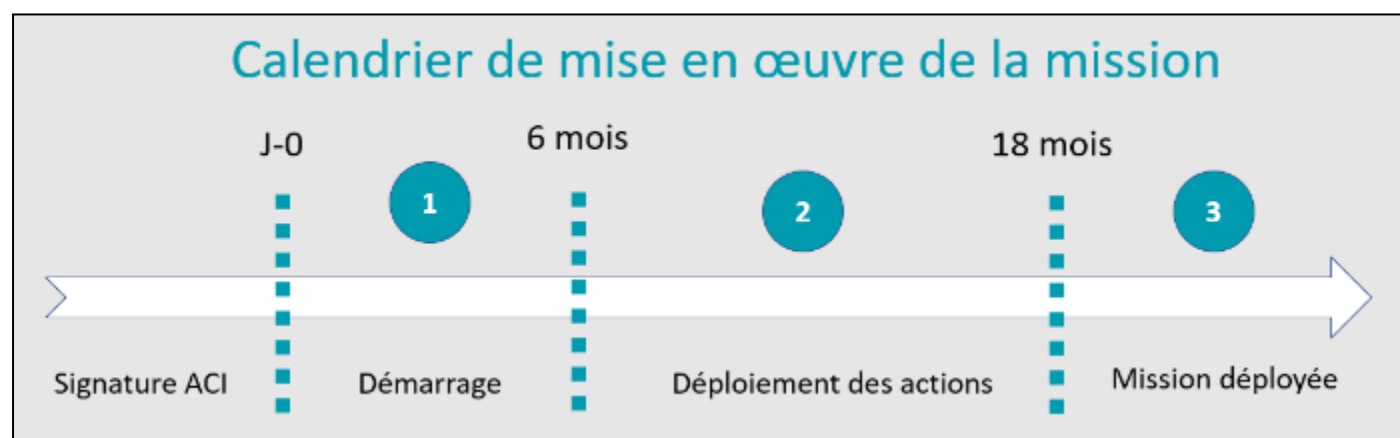 Calendrier de mise en œuvre de la mission
J-0
6 mois
18 mois
1
2
3
Signature ACI
Démarrage
Déploiement des actions
Mission déployée